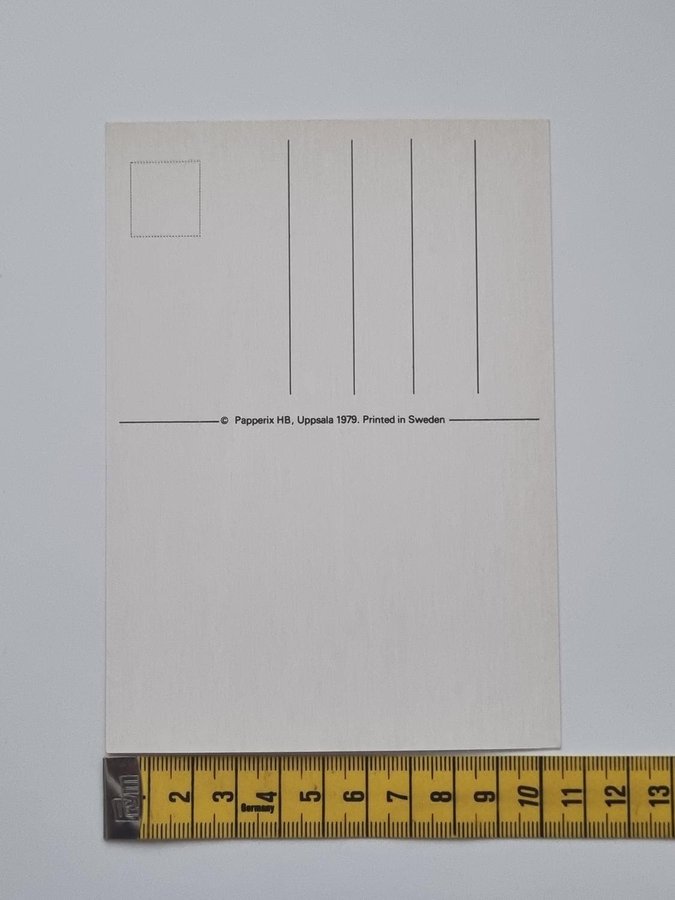 © Papperix HB, Uppsala 1979. Printed in Sweden
2 3 4 5 6 7 8 9 10 11 12 13
Germany